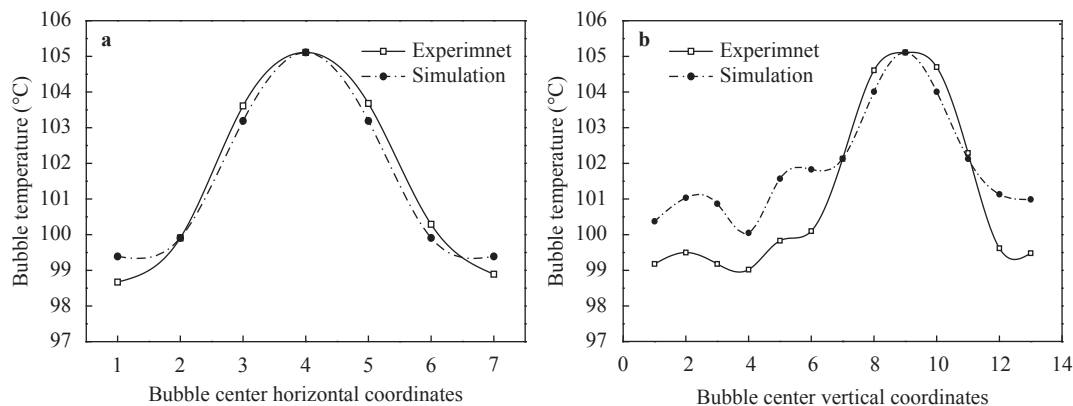 a
Experimnet
Simulation
106
105
104
103
102
101
100
99
98
97
Bubble temperature (°C)
1 2 3 4 5 6 7
Bubble center horizontal coordinates
b
Experimnet
Simulation
106
105
104
103
102
101
100
99
98
97
Bubble temperature (°C)
0 2 4 6 8 10 12 14
Bubble center vertical coordinates